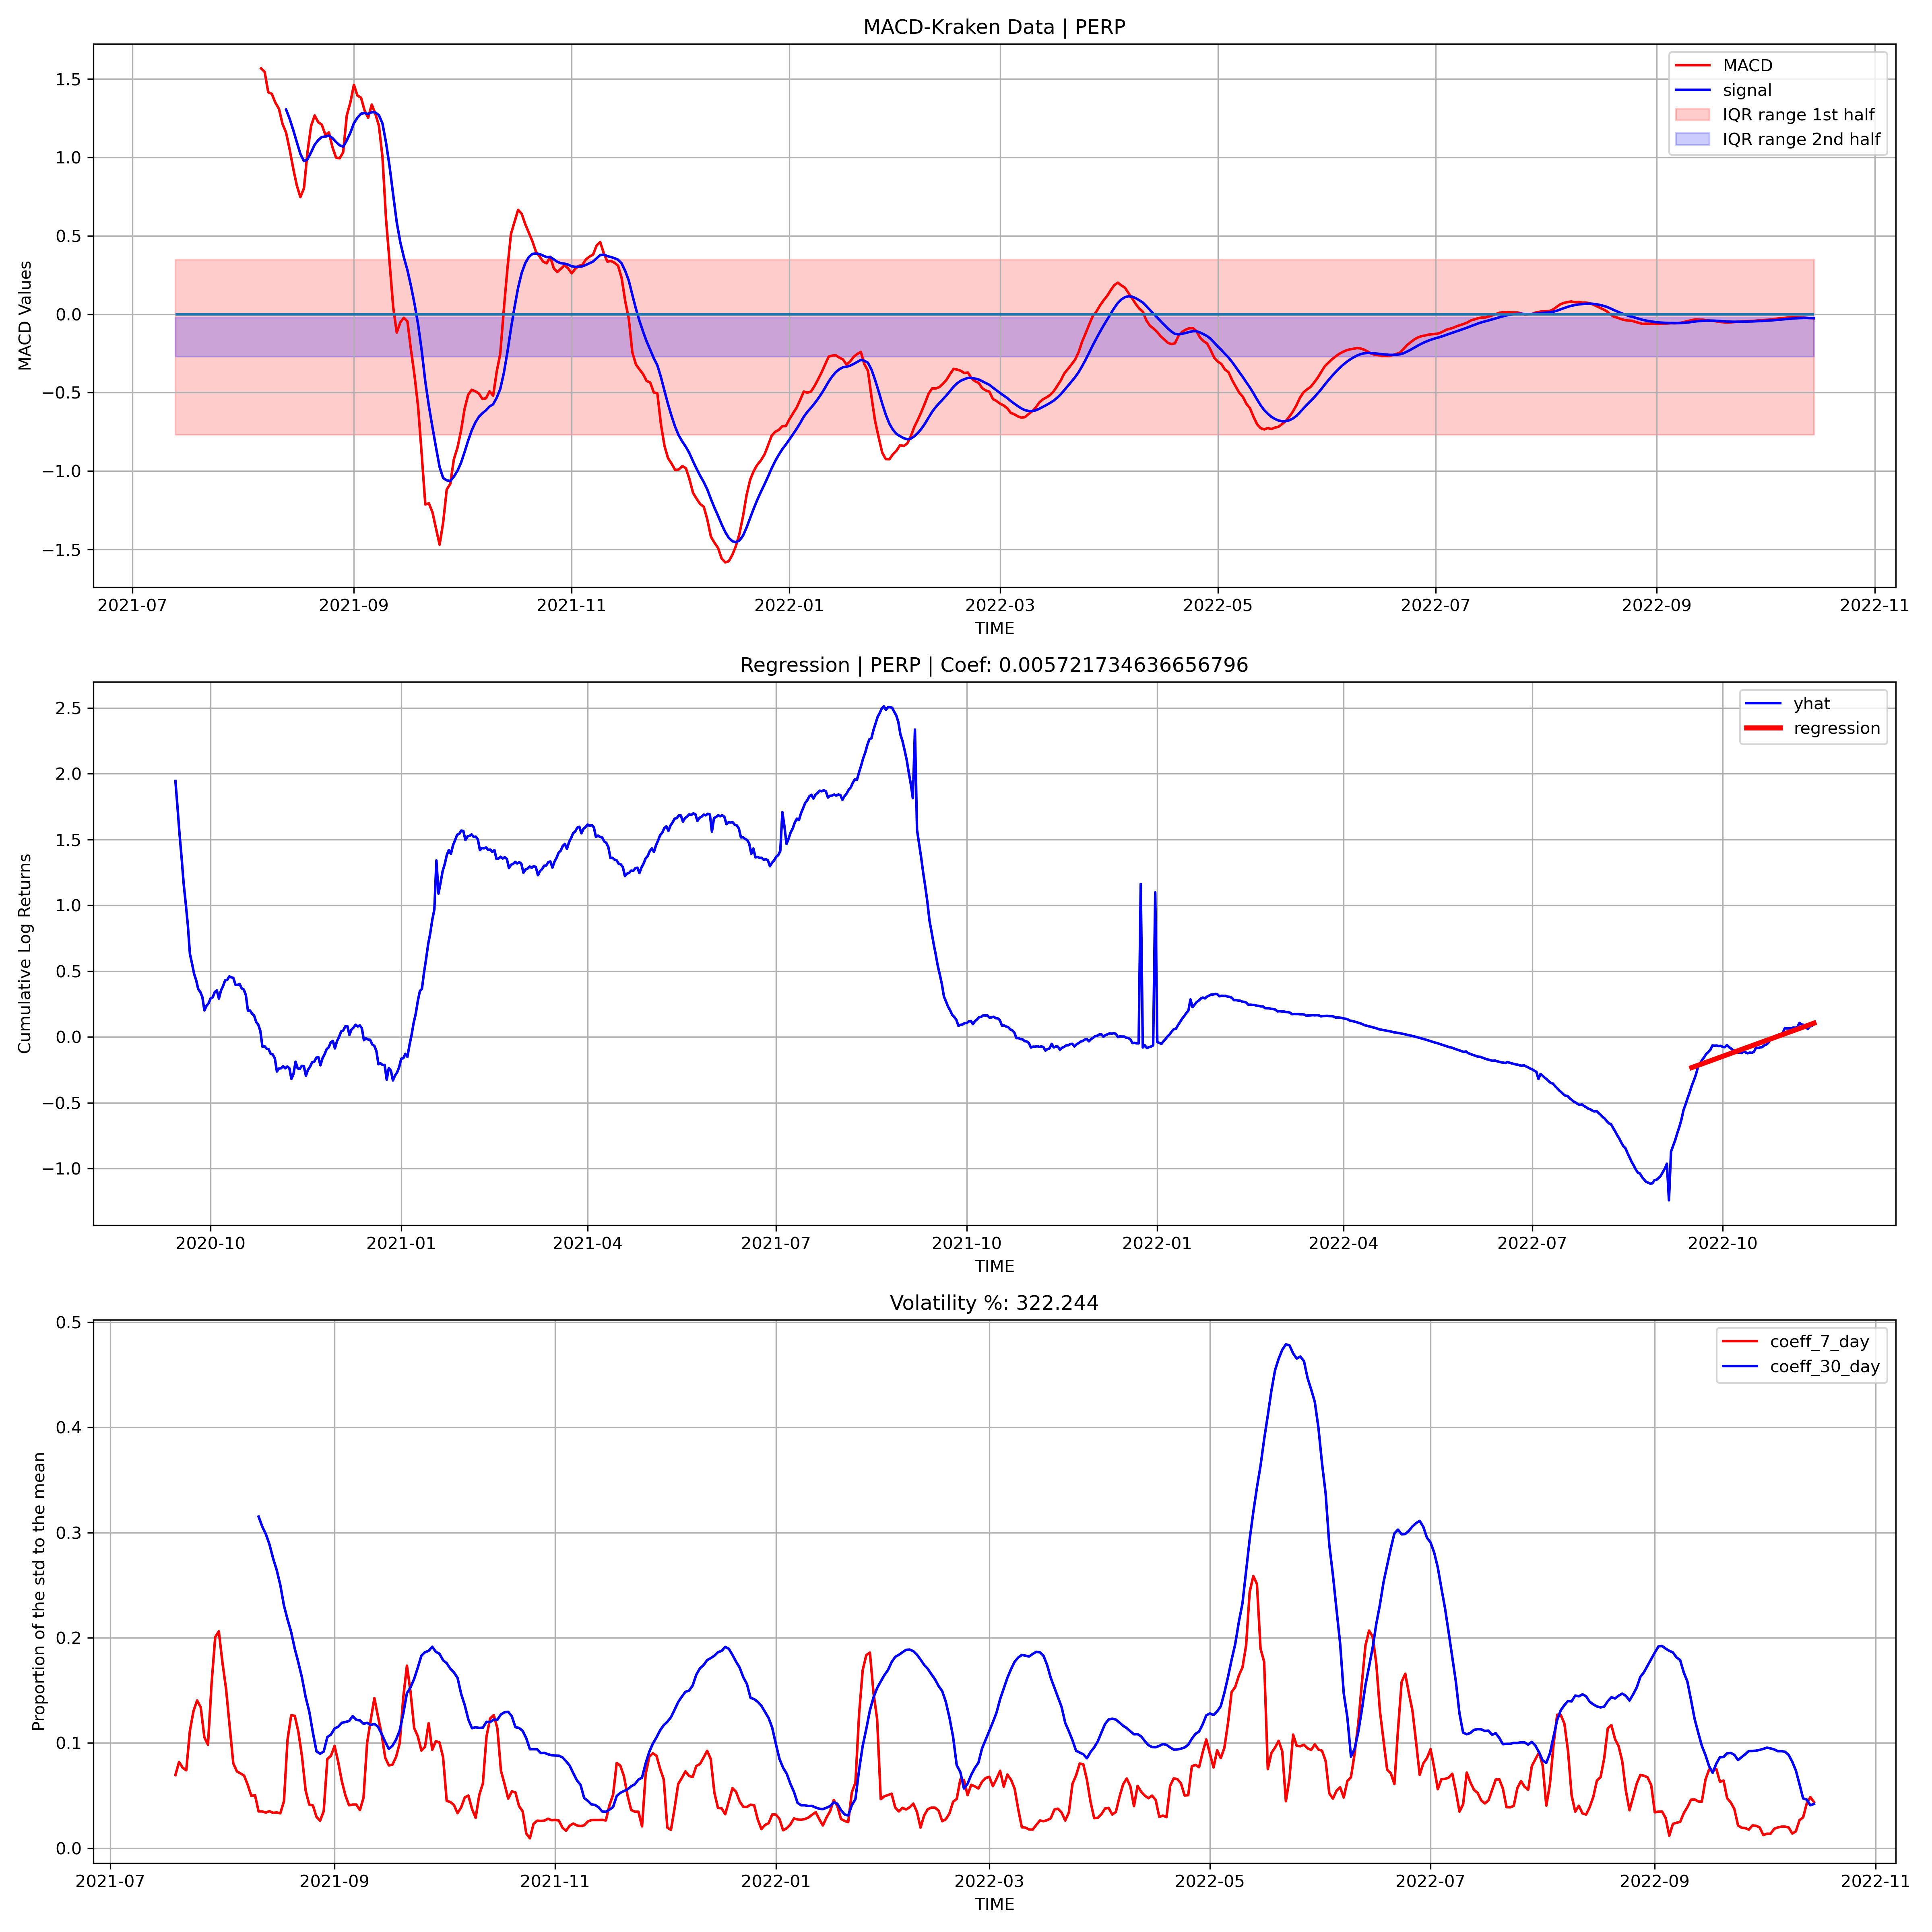 MACD-Kraken Data | PERP
MACD
signal
IQR range 1st half
IQR range 2nd half
MACD Values
1.5
1.0
0.5
0.0
−0.5
−1.0
−1.5
2021-07 2021-09 2021-11 2022-01 2022-03 2022-05 2022-07 2022-09 2022-11
TIME
Regression | PERP | Coef: 0.005721734636656796
yhat
regression
Cumulative Log Returns
2.5
2.0
1.5
1.0
0.5
0.0
−0.5
−1.0
2020-10 2021-01 2021-04 2021-07 2021-10 2022-01 2022-04 2022-07 2022-10
TIME
Volatility %: 322.244
coeff_7_day
coeff_30_day
Proportion of the std to the mean
0.5
0.4
0.3
0.2
0.1
0.0
2021-07 2021-09 2021-11 2022-01 2022-03 2022-05 2022-07 2022-09 2022-11
TIME